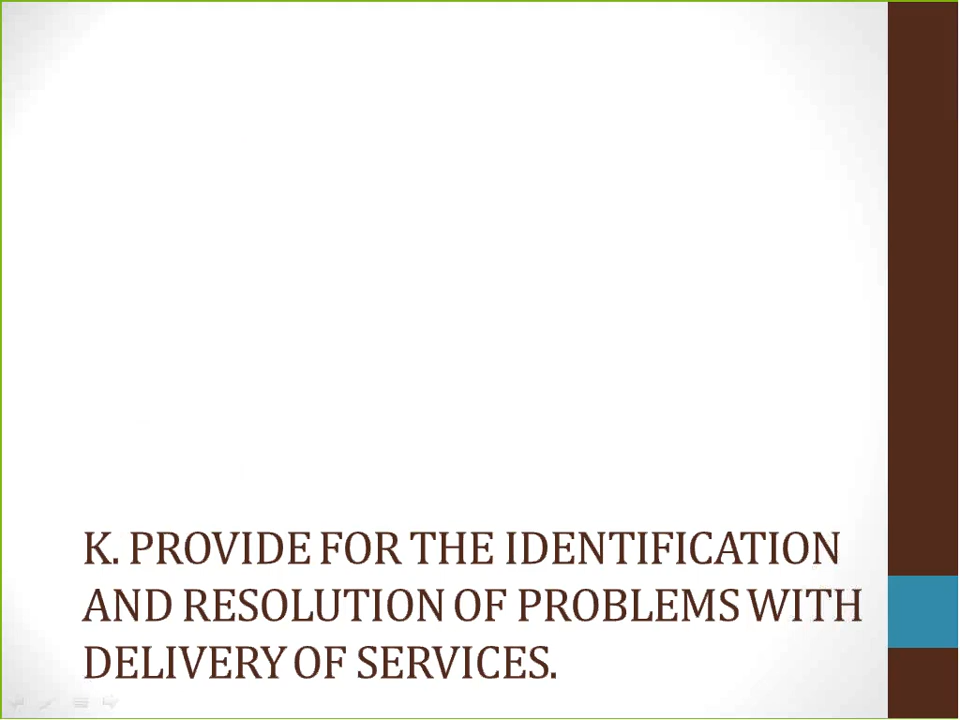 K. PROVIDE FOR THE IDENTIFICATION
AND RESOLUTION OF PROBLEMS WITH
DELIVERY OF SERVICES.